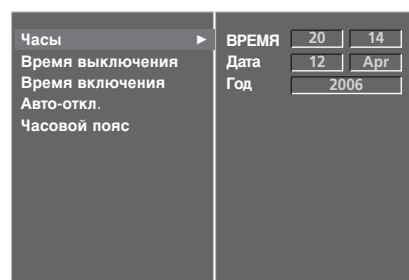 Часы ►
Время выключения
Время включения
Авто-откл.
Часовой пояс
ВРЕМЯ 20 14
Дата 12 Apr
Год 2006